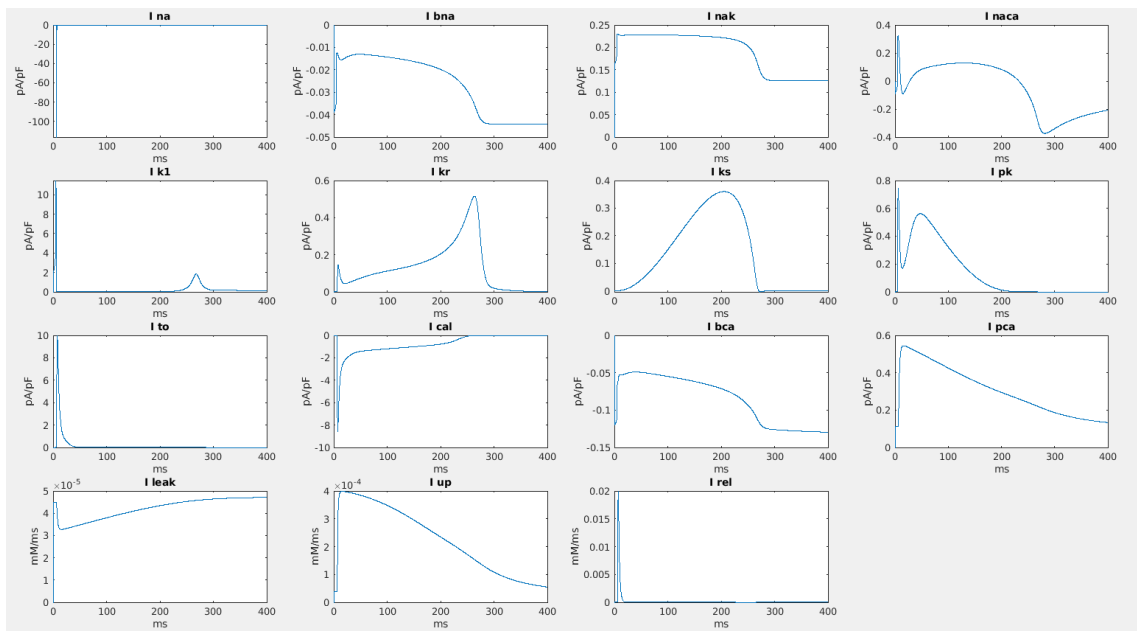 I na
pA/pF
0
-20
-40
-60
-80
-100
0 100 200 300 400
ms
I bna
pA/pF
0
-0.01
-0.02
-0.03
-0.04
-0.05
0 100 200 300 400
ms
I nak
pA/pF
0.25
0.2
0.15
0.1
0.05
0
0 100 200 300 400
ms
I naca
pA/pF
0.4
0.2
0
-0.2
-0.4
0 100 200 300 400
ms
I k1
pA/pF
10
8
6
4
2
0
0 100 200 300 400
ms
I kr
pA/pF
0.6
0.4
0.2
0
0 100 200 300 400
ms
I ks
pA/pF
0.4
0.3
0.2
0.1
0
0 100 200 300 400
ms
I pk
pA/pF
0.8
0.6
0.4
0.2
0
0 100 200 300 400
ms
I to
pA/pF
10
8
6
4
2
0
0 100 200 300 400
ms
I cal
pA/pF
0
-2
-4
-6
-8
-10
0 100 200 300 400
ms
I bca
pA/pF
0
-0.05
-0.1
-0.15
0 100 200 300 400
ms
I pca
pA/pF
0.6
0.4
0.2
0
0 100 200 300 400
ms
I leak
×10⁻⁵
mM/ms
5
4
3
2
1
0
0 100 200 300 400
ms
I up
×10⁻⁴
mM/ms
4
3
2
1
0
0 100 200 300 400
ms
I rel
mM/ms
0.02
0.015
0.01
0.005
0
0 100 200 300 400
ms